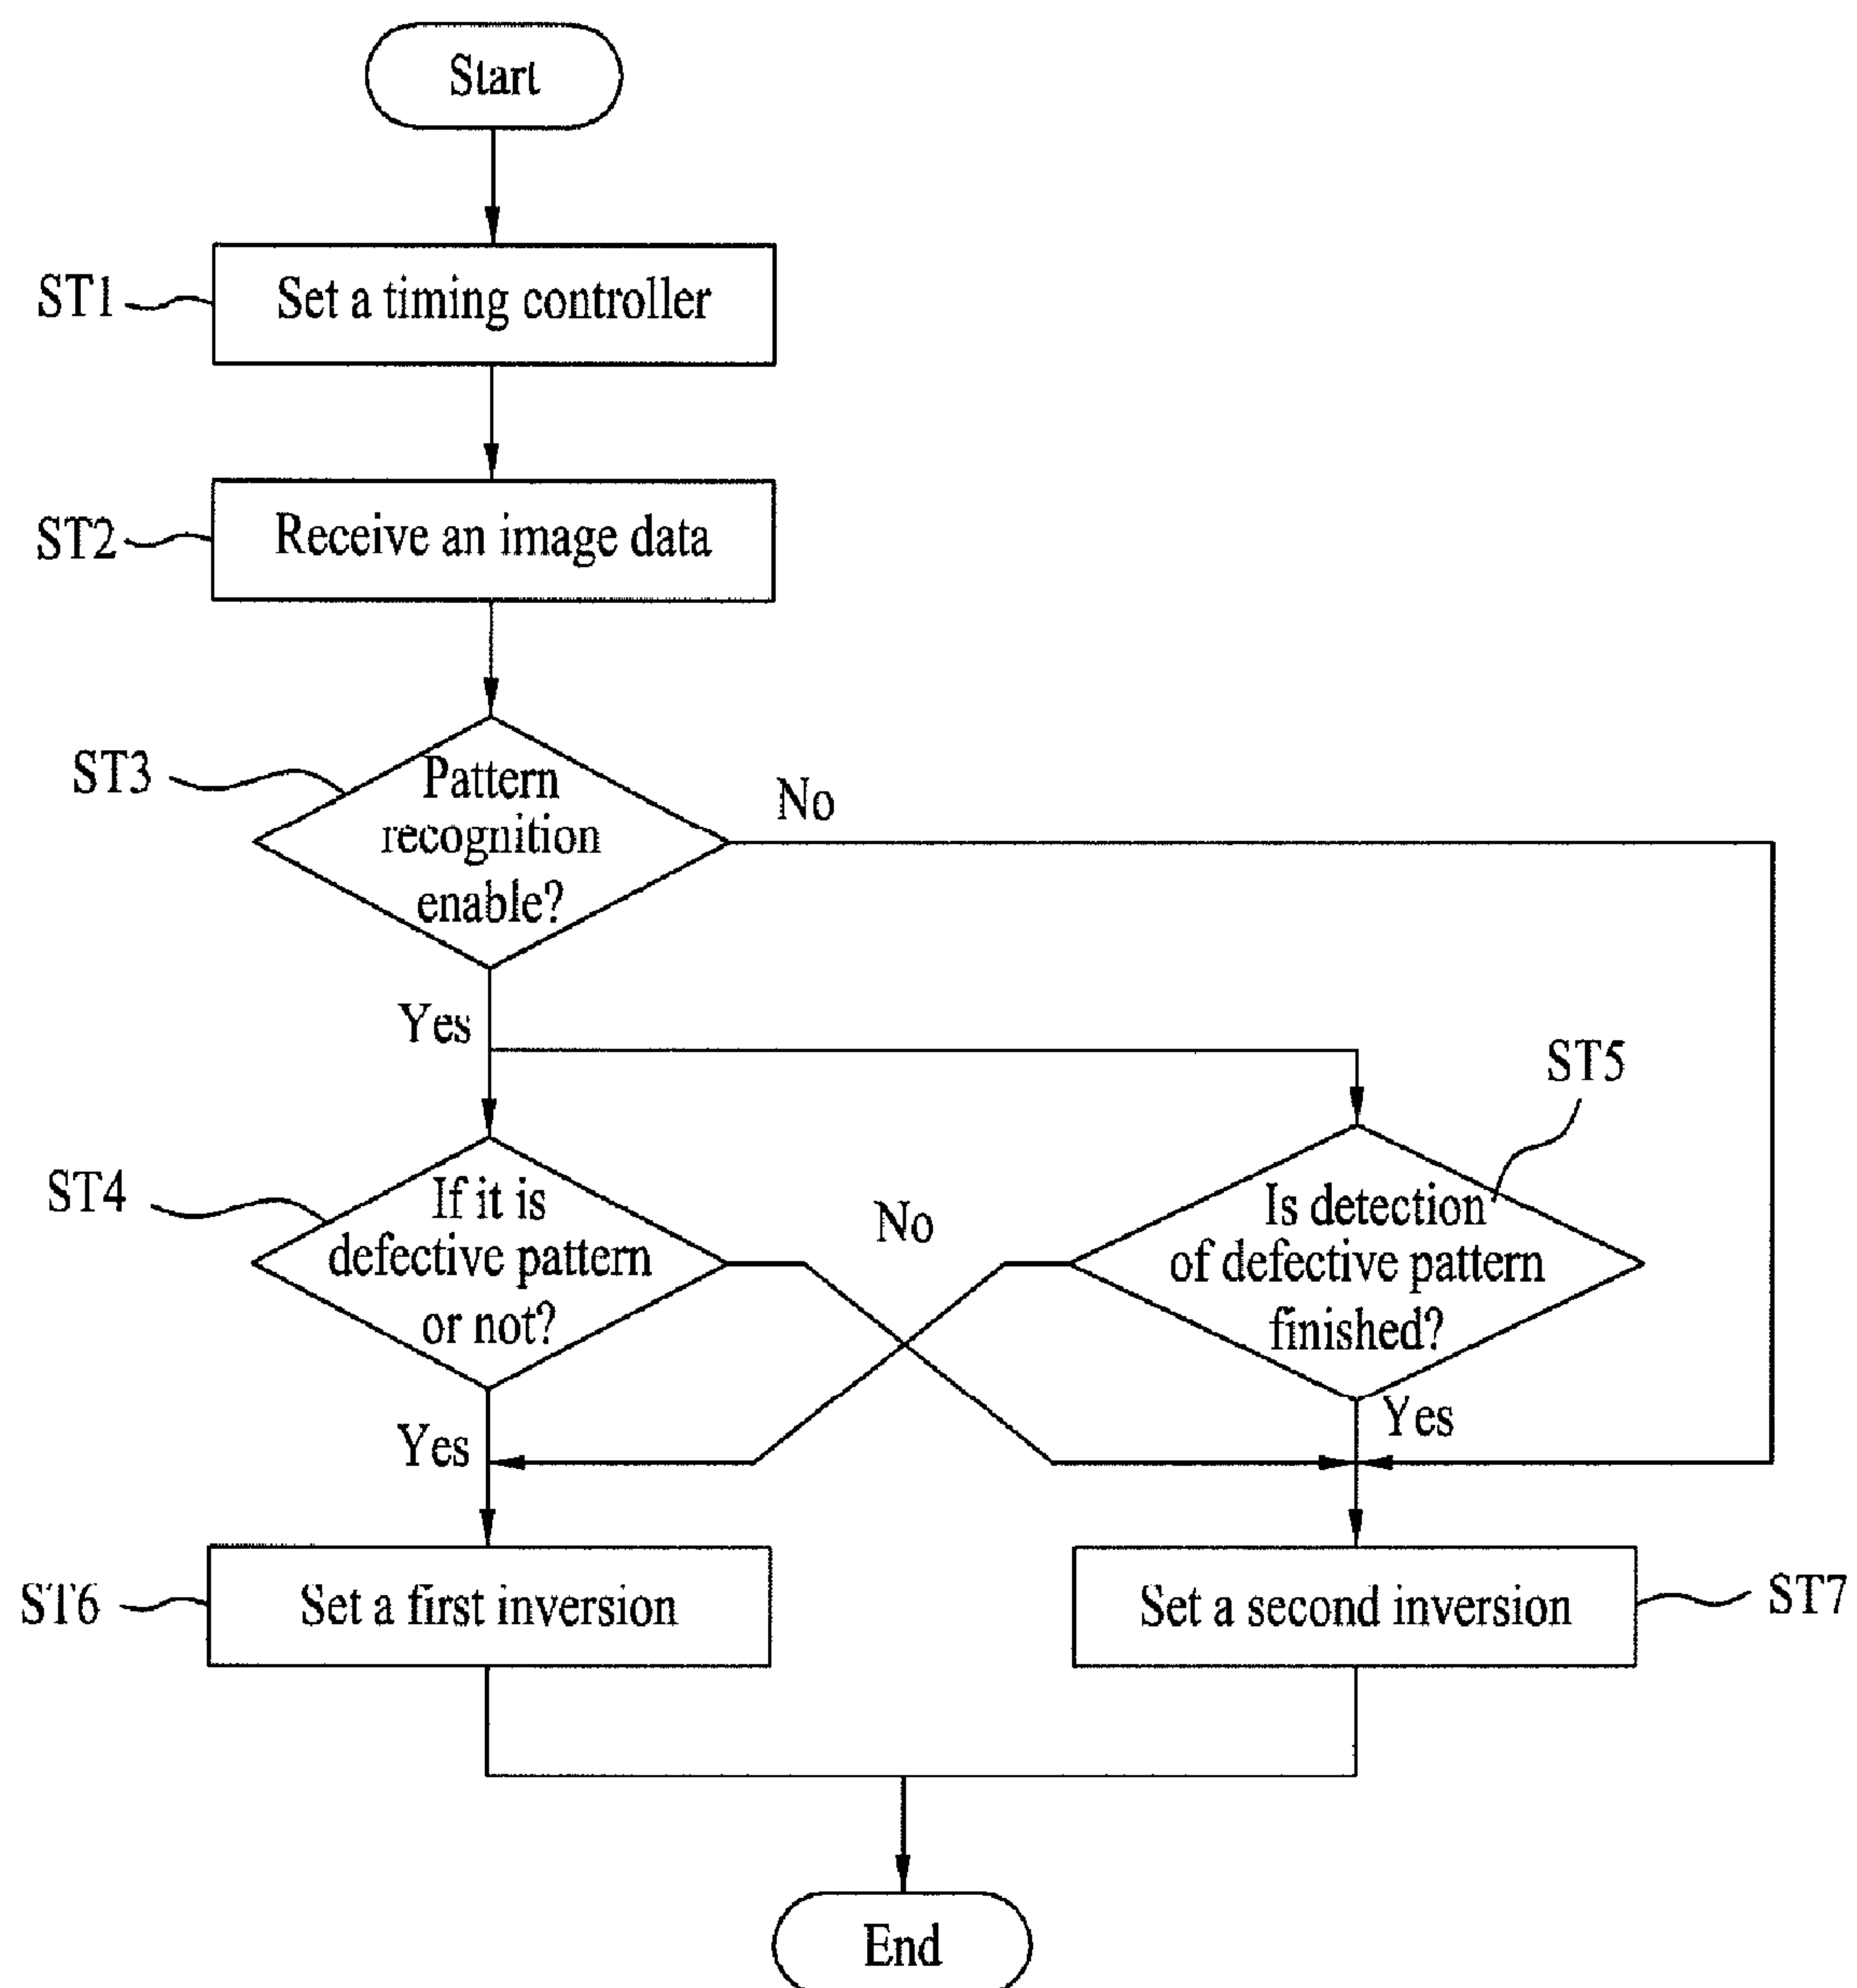 Start
ST1
Set a timing controller
ST2
Receive an image data
ST3
Pattern
recognition
enable?
No
Yes
ST5
ST4
If it is
defective pattern
or not?
No
Is detection
of defective pattern
finished?
Yes
Yes
ST6
Set a first inversion
Set a second inversion
ST7
End